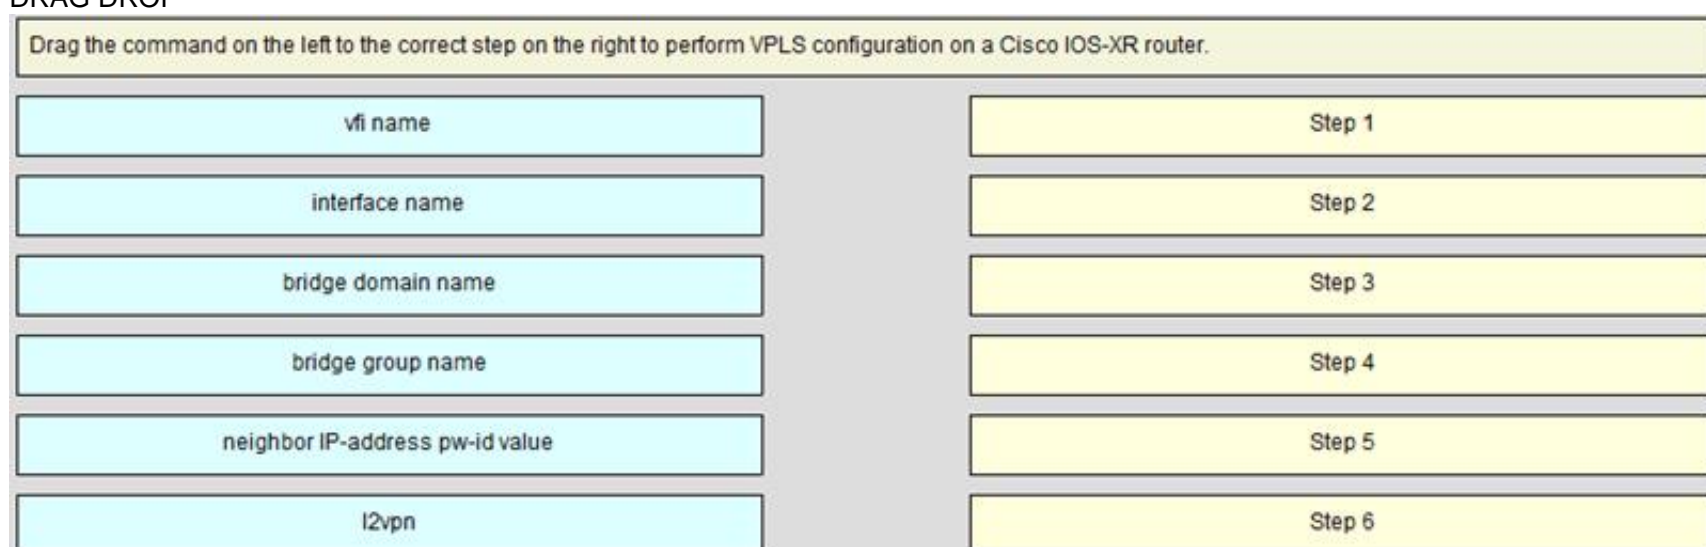 DRAG DROP
Drag the command on the left to the correct step on the right to perform VPLS configuration on a Cisco IOS-XR router.
vfi name
Step 1
interface name
Step 2
bridge domain name
Step 3
bridge group name
Step 4
neighbor IP-address pw-id value
Step 5
l2vpn
Step 6